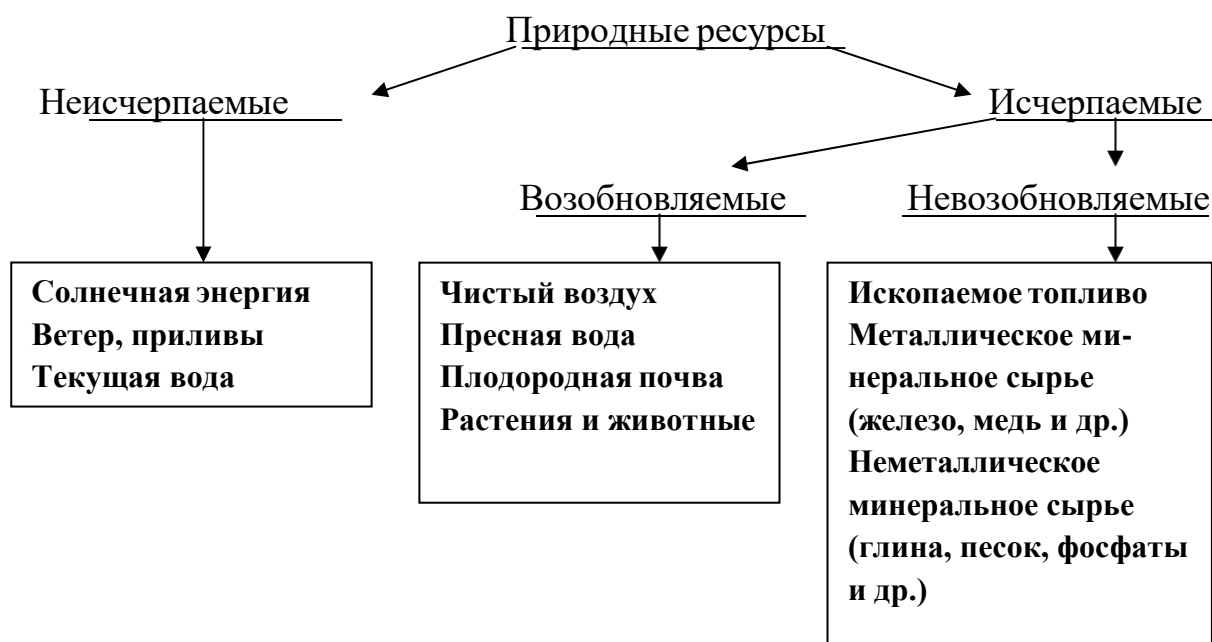 Природные ресурсы
Неисчерпаемые
Исчерпаемые
Возобновляемые
Невозобновляемые
Солнечная энергия
Ветер, приливы
Текущая вода
Чистый воздух
Пресная вода
Плодородная почва
Растения и животные
Ископаемое топливо
Металлическое ми-
неральное сырье
(железо, медь и др.)
Неметаллическое
минеральное сырье
(глина, песок, фосфаты
и др.)